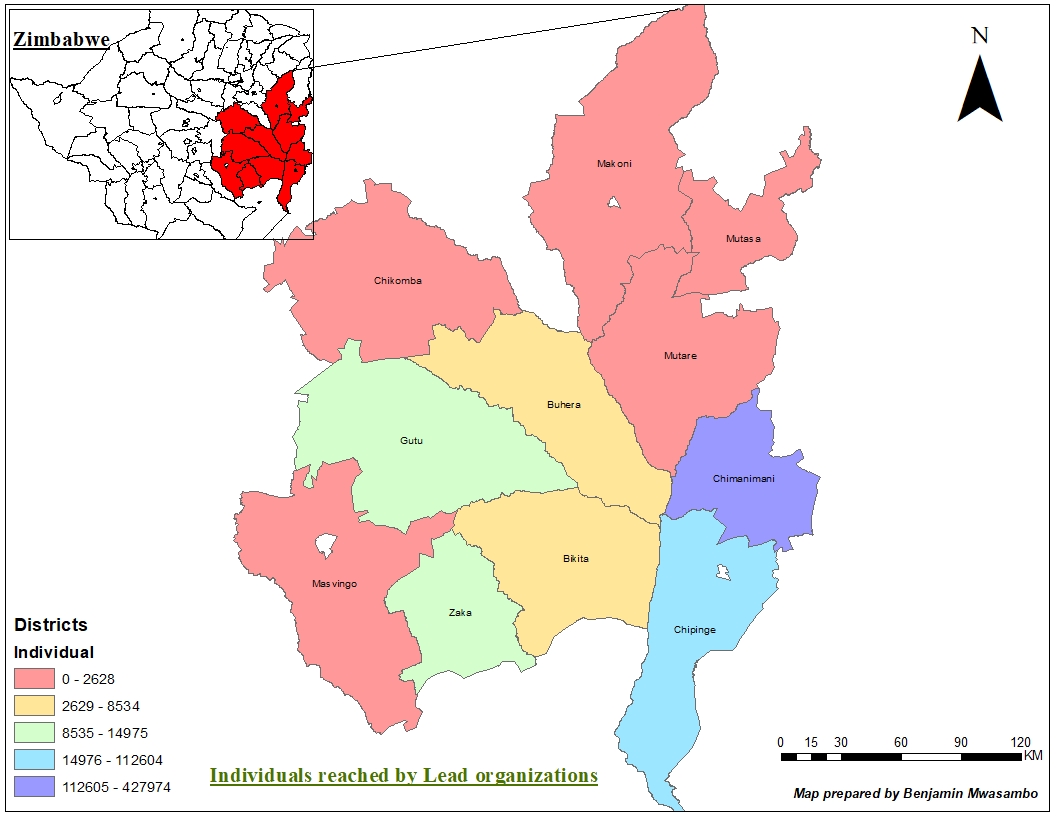 Zimbabwe
N
Makoni
Mutasa
Chikomba
Mutare
Buhera
Gutu
Chimanimani
Bikita
Masvingo
Zaka
Chipinge
Districts
Individual
0 - 2628
2629 - 8534
8535 - 14975
14976 - 112604
112605 - 427974
Individuals reached by Lead organizations
0 15 30 60 90 120
KM
Map prepared by Benjamin Mwasambo